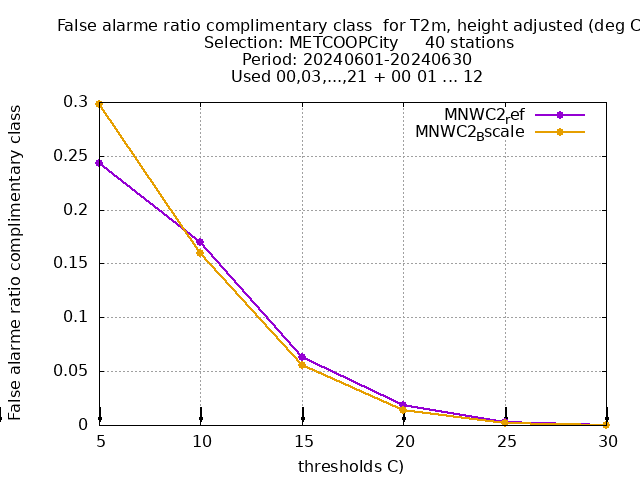 False alarme ratio complimentary class  for T2m, height adjusted (deg C
Selection: METCOOPCity     40 stations
Period: 20240601-20240630
Used 00,03,...,21 + 00 01 ... 12
False alarme ratio complimentary class
0.3
0.25
0.2
0.15
0.1
0.05
0
MNWC2ref
MNWC2Bscale
5 10 15 20 25 30
thresholds C)